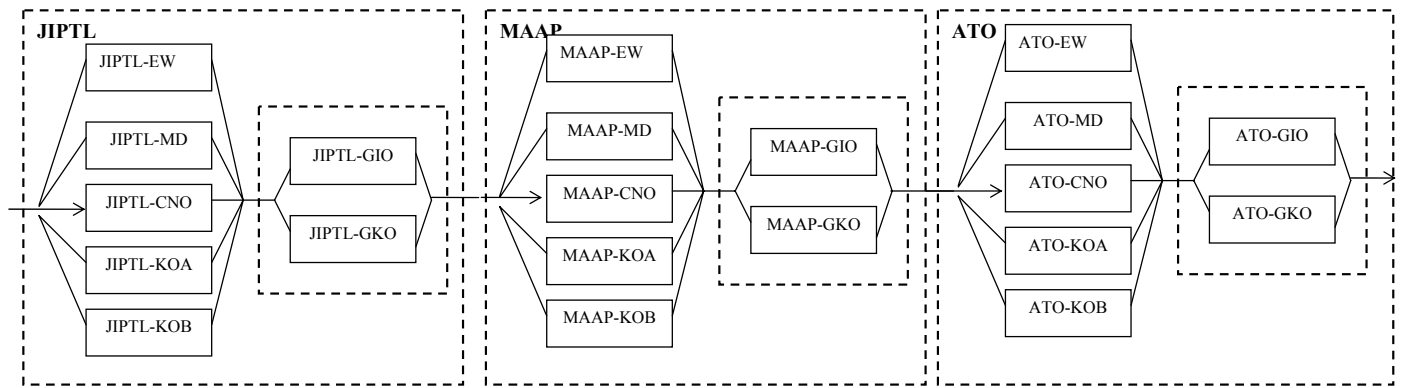 JIPTL
JIPTL-EW
JIPTL-MD
JIPTL-CNO
JIPTL-KOA
JIPTL-KOB
JIPTL-GIO
JIPTL-GKO
MAAP
MAAP-EW
MAAP-MD
MAAP-CNO
MAAP-KOA
MAAP-KOB
MAAP-GIO
MAAP-GKO
ATO
ATO-EW
ATO-MD
ATO-CNO
ATO-KOA
ATO-KOB
ATO-GIO
ATO-GKO